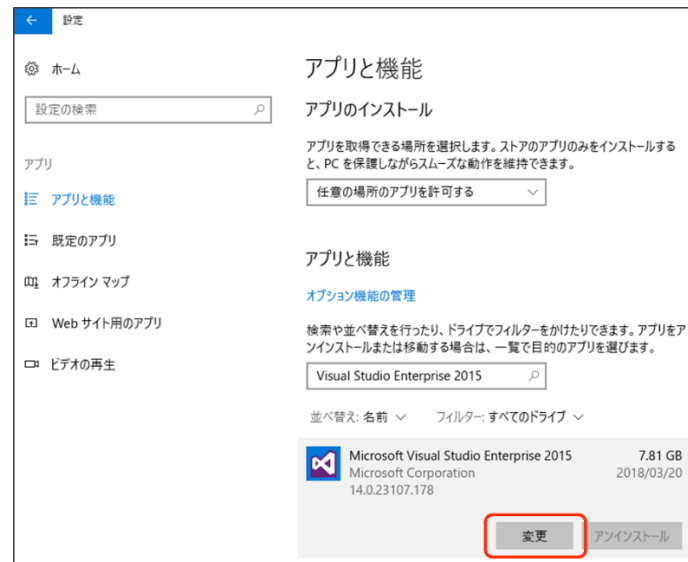 設定
ホーム
設定の検索
アプリ
アプリと機能
既定のアプリ
オフライン マップ
Web サイト用のアプリ
ビデオの再生
アプリと機能
アプリのインストール
アプリを取得できる場所を選択します。ストアのアプリのみをインストールする
と、PC を保護しながらスムーズな動作を維持できます。
任意の場所のアプリを許可する
アプリと機能
オプション機能の管理
検索や並べ替えを行ったり、ドライブでフィルターをかけたりできます。アプリをア
ンインストールまたは移動する場合は、一覧で目的のアプリを選びます。
Visual Studio Enterprise 2015
並べ替え: 名前 フィルター: すべてのドライブ
Microsoft Visual Studio Enterprise 2015 7.81 GB
Microsoft Corporation 2018/03/20
14.0.23107.178
変更 アンインストール